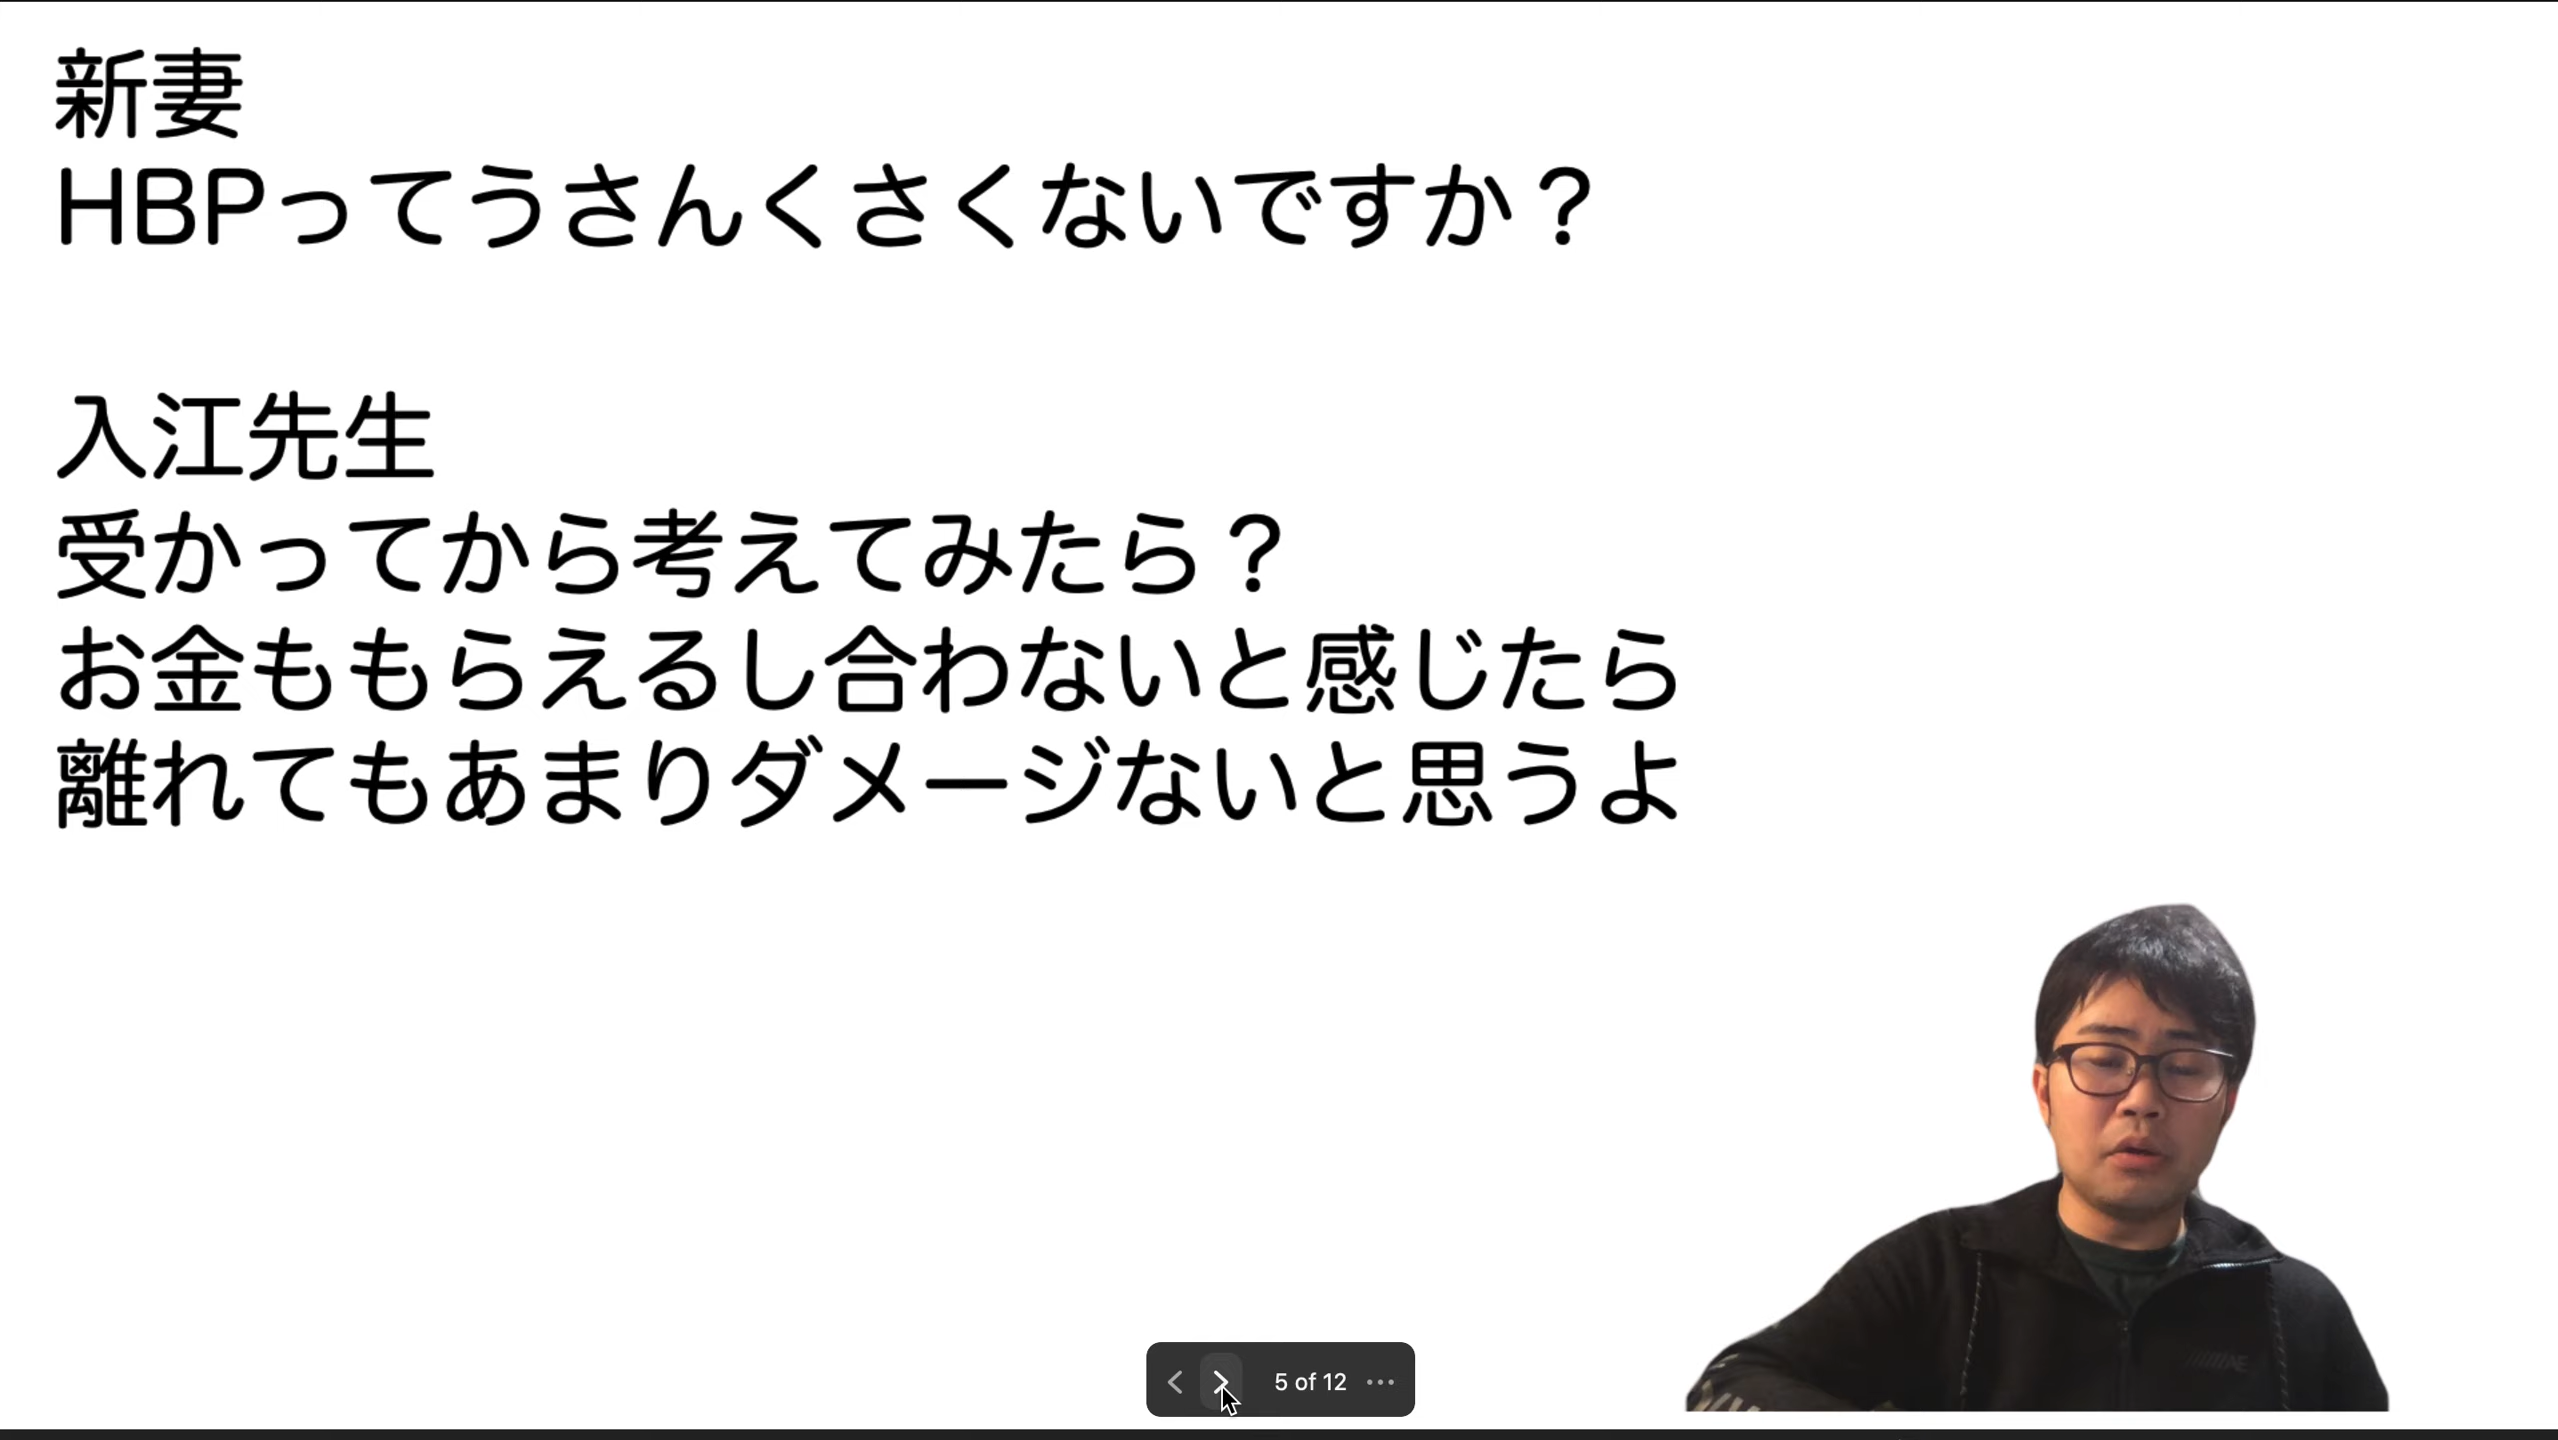 新妻
HBPってうさんくさくないですか？
入江先生
受かってから考えてみたら？
お金ももらえるし合わないと感じたら
離れてもあまりダメージないと思うよ
5 of 12